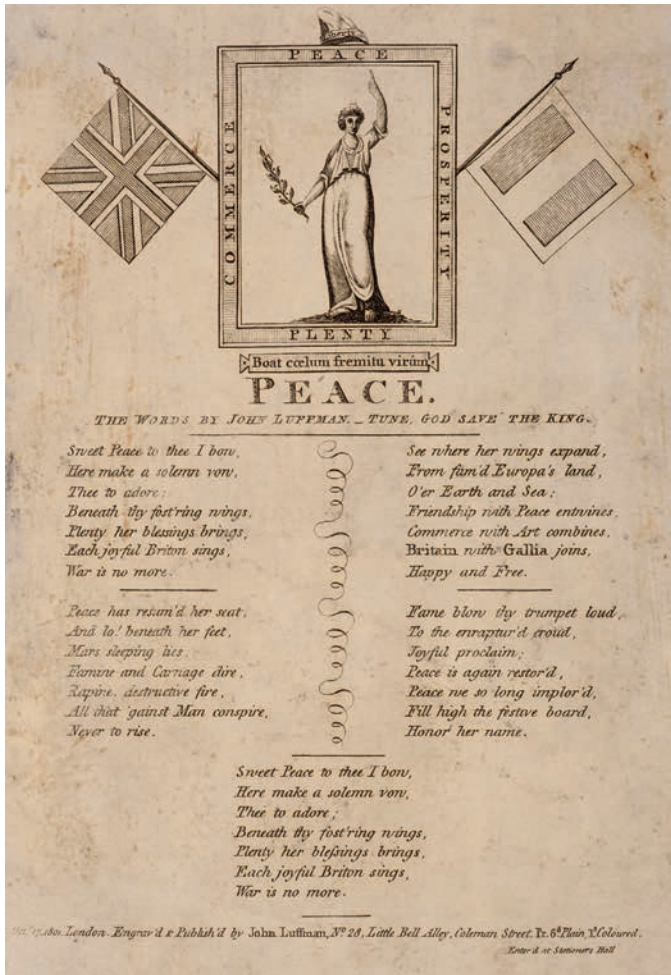 Liberty
PEACE
COMMERCE
PROSPERITY
PLENTY
Boat cœlum fremitu virûm
PEACE.
THE WORDS BY JOHN LUFFMAN. _ TUNE, GOD SAVE THE KING.
Sweet Peace to thee I bow,
Here make a solemn vow,
Thee to adore;
Beneath thy fost'ring wings,
Plenty her blessings brings,
Each joyful Briton sings,
War is no more.
Peace has resum'd her seat,
And lo! beneath her feet,
Mars sleeping lies.
Famine and Carnage dire,
Rapine, destructive fire,
All that 'gainst Man conspire,
Never to rise.
See where her wings expand,
From fam'd Europa's land,
O'er Earth and Sea;
Friendship with Peace entwines,
Commerce with Art combines,
Britain with Gallia joins,
Happy and Free.
Fame blow thy trumpet loud,
To the enraptur'd croud,
Joyful proclaim;
Peace is again restor'd,
Peace we so long implor'd,
Fill high the festive board,
Honor her name.
Sweet Peace to thee I bow,
Here make a solemn vow,
Thee to adore;
Beneath thy fost'ring wings,
Plenty her bleſsings brings,
Each joyful Briton sings,
War is no more.
1801. London. Engrav'd & Publish'd by John Luffman, No 28, Little Bell Alley, Coleman Street. Pr. 6d Plain, 1s Coloured.
Enter'd at Stationers Hall